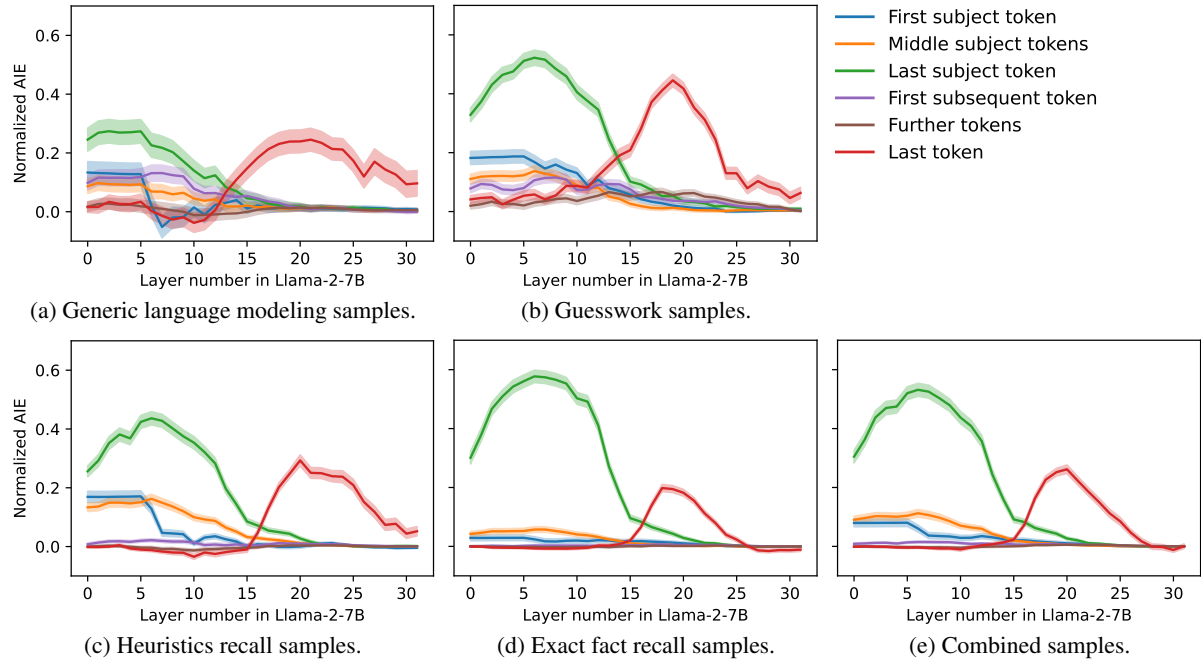 0.6
0.4
0.2
0.0
Normalized AIE
0 5 10 15 20 25 30
Layer number in Llama-2-7B
(a) Generic language modeling samples.
0 5 10 15 20 25 30
Layer number in Llama-2-7B
(b) Guesswork samples.
First subject token
Middle subject tokens
Last subject token
First subsequent token
Further tokens
Last token
0.6
0.4
0.2
0.0
Normalized AIE
0 5 10 15 20 25 30
Layer number in Llama-2-7B
(c) Heuristics recall samples.
0 5 10 15 20 25 30
Layer number in Llama-2-7B
(d) Exact fact recall samples.
0 5 10 15 20 25 30
Layer number in Llama-2-7B
(e) Combined samples.